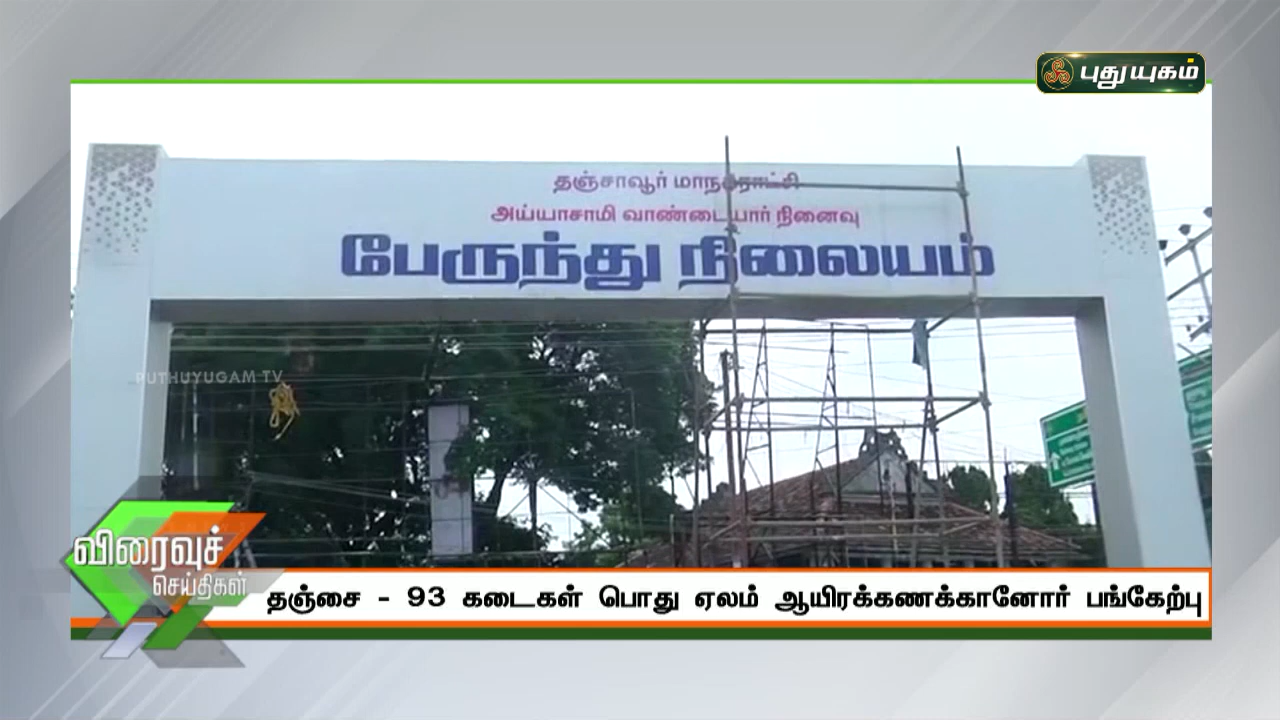 புதுயுகம்
தஞ்சாவூர் மாநகராட்சி
அய்யாசாமி வாண்டையார் நினைவு
பேருந்து நிலையம்
PUTHUYUGAM TV
விரைவுச்
செய்திகள்
தஞ்சை - 93 கடைகள் பொது ஏலம் ஆயிரக்கணக்கானோர் பங்கேற்பு